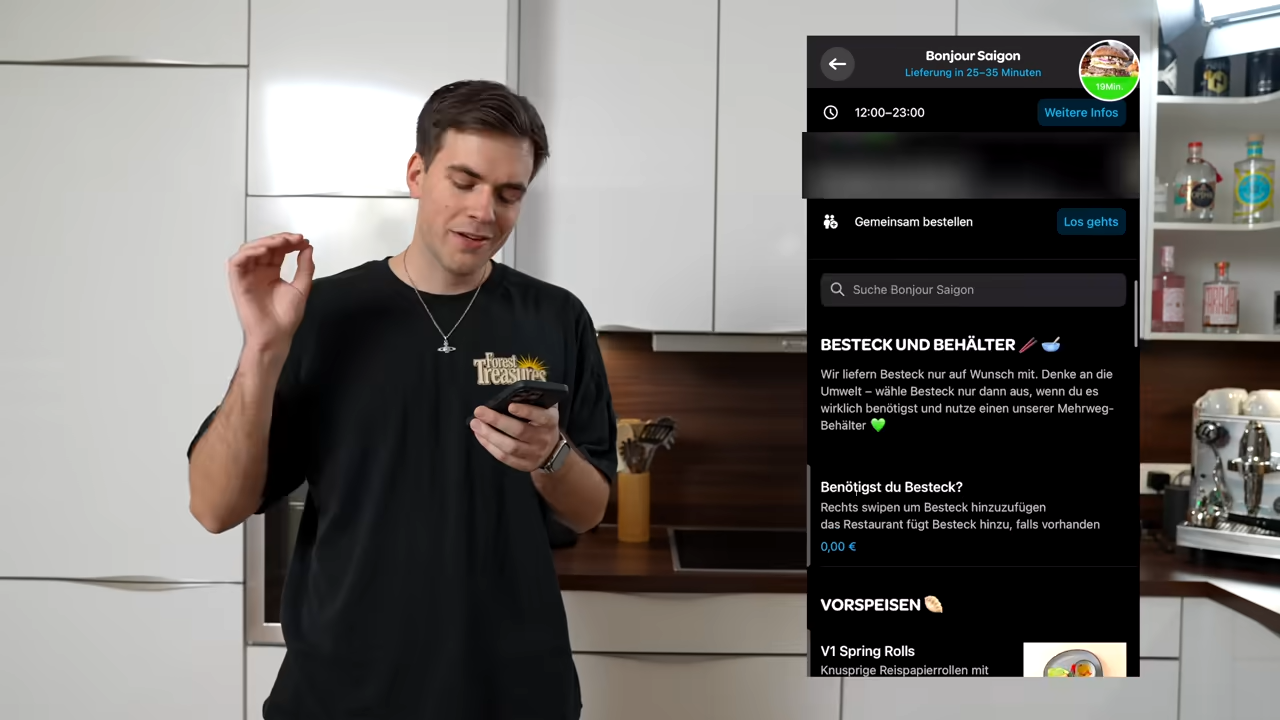 Bonjour Saigon
Lieferung in 25–35 Minuten
19Min.
12:00–23:00
Weitere Infos
Gemeinsam bestellen
Los gehts
Suche Bonjour Saigon
BESTECK UND BEHÄLTER
Wir liefern Besteck nur auf Wunsch mit. Denke an die
Umwelt – wähle Besteck nur dann aus, wenn du es
wirklich benötigst und nutze einen unserer Mehrweg-
Behälter
Benötigst du Besteck?
Rechts swipen um Besteck hinzuzufügen
das Restaurant fügt Besteck hinzu, falls vorhanden
0,00 €
VORSPEISEN
V1 Spring Rolls
Knusprige Reispapierrollen mit
Forest
Treasures